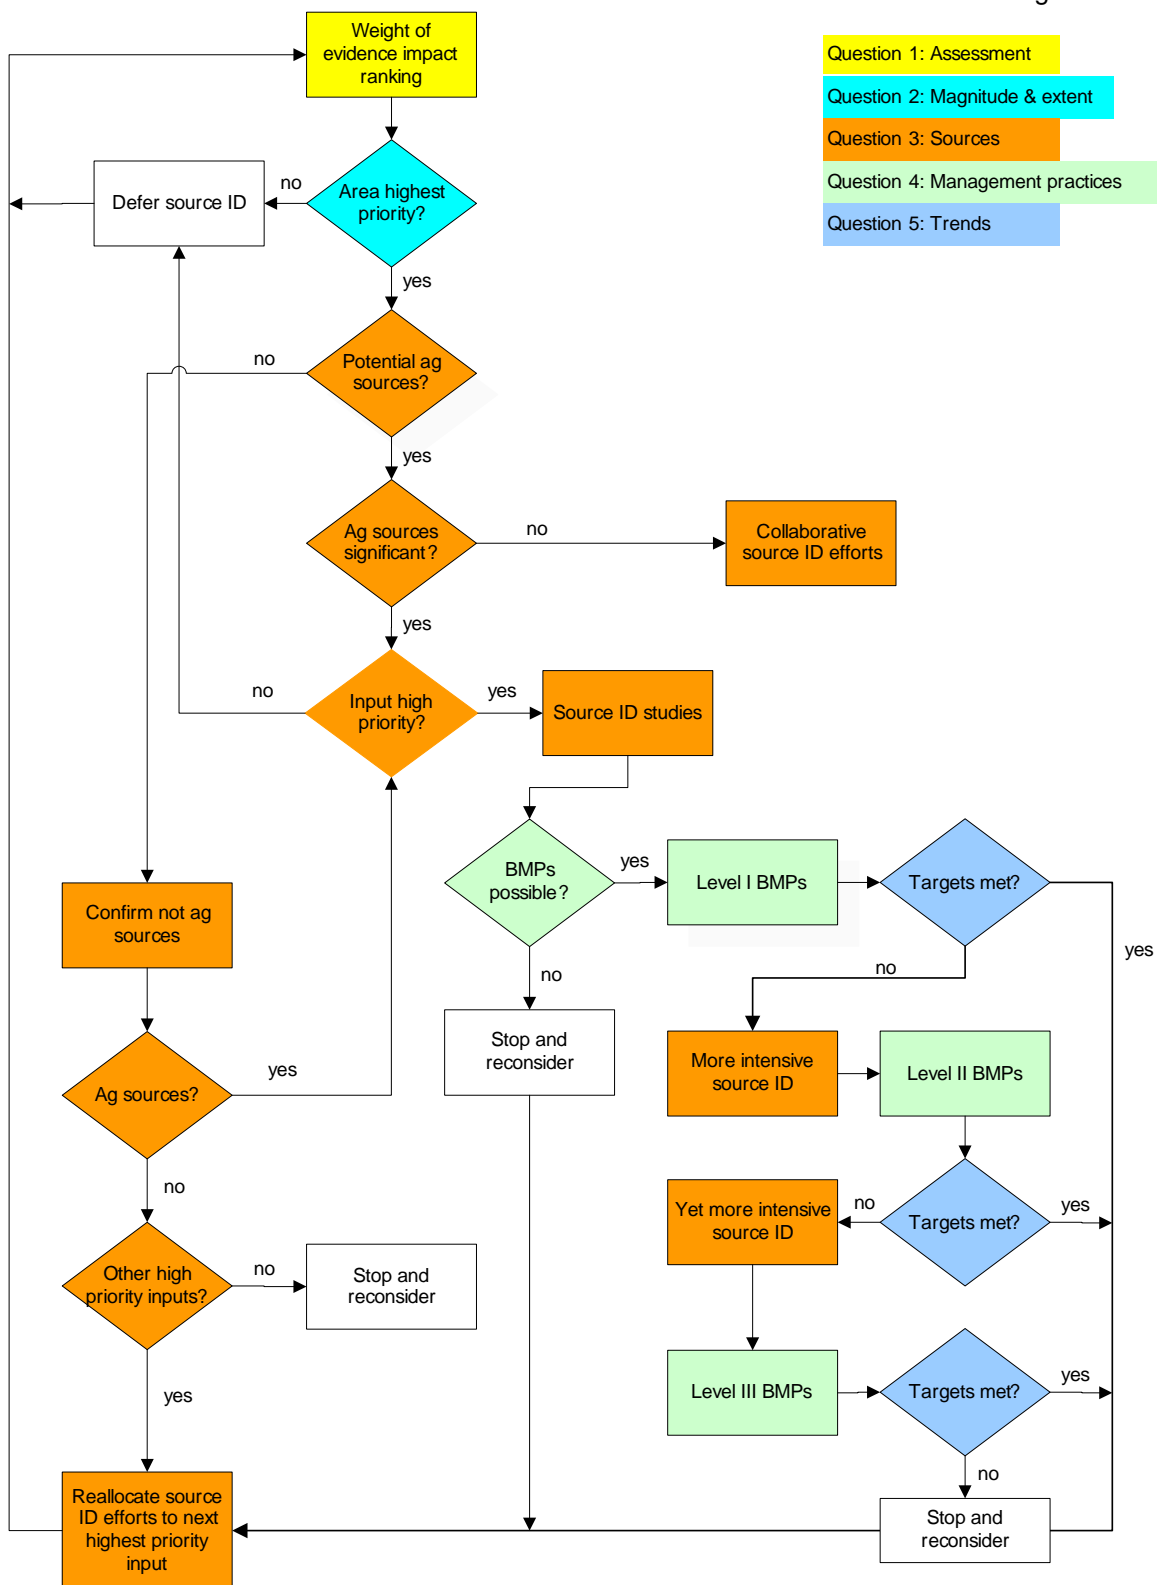 g
Weight of
evidence impact
ranking
Question 1: Assessment
Question 2: Magnitude & extent
Question 3: Sources
Question 4: Management practices
Question 5: Trends
Defer source ID
no
Area highest
priority?
yes
no
Potential ag
sources?
yes
Ag sources
significant?
no
Collaborative
source ID efforts
yes
no
Input high
priority?
yes
Source ID studies
BMPs
possible?
yes
Level I BMPs
Targets met?
yes
Confirm not ag
sources
no
no
Stop and
reconsider
More intensive
source ID
Level II BMPs
Ag sources?
yes
no
Yet more intensive
source ID
no
Targets met?
yes
Other high
priority inputs?
no
Stop and
reconsider
yes
Level III BMPs
Targets met?
yes
no
Reallocate source
ID efforts to next
highest priority
input
Stop and
reconsider